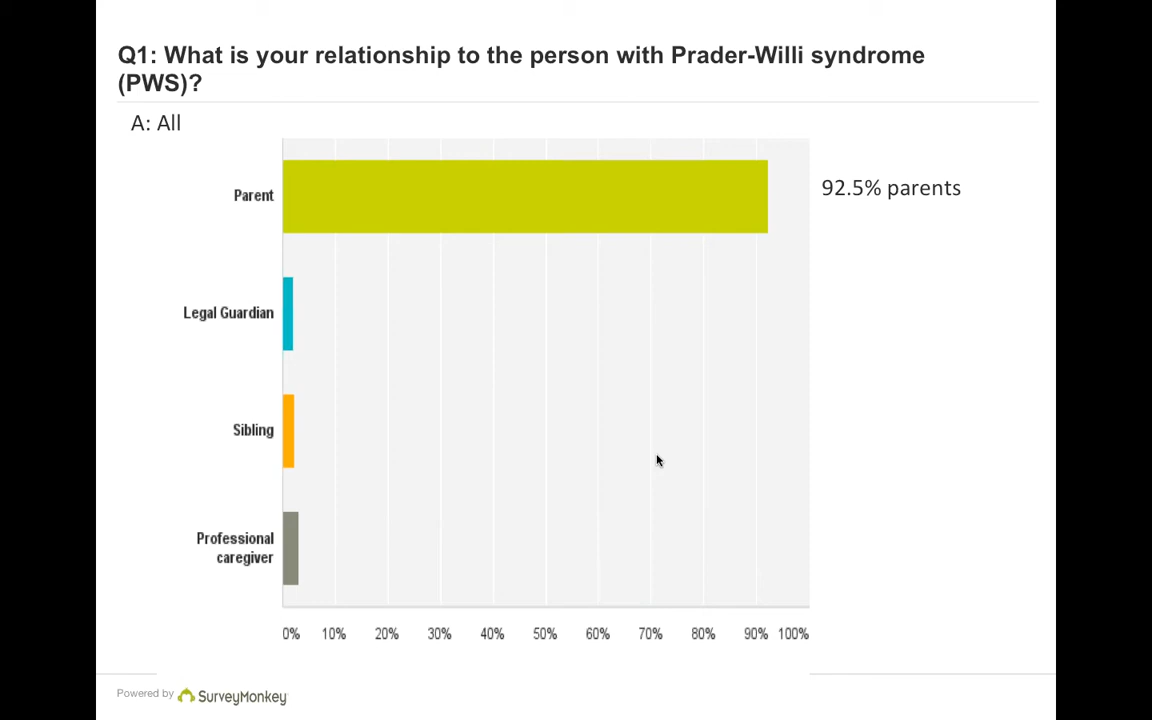 Q1: What is your relationship to the person with Prader-Willi syndrome
(PWS)?
A: All
Parent
92.5% parents
Legal Guardian
Sibling
Professional
caregiver
0% 10% 20% 30% 40% 50% 60% 70% 80% 90% 100%
Powered by SurveyMonkey